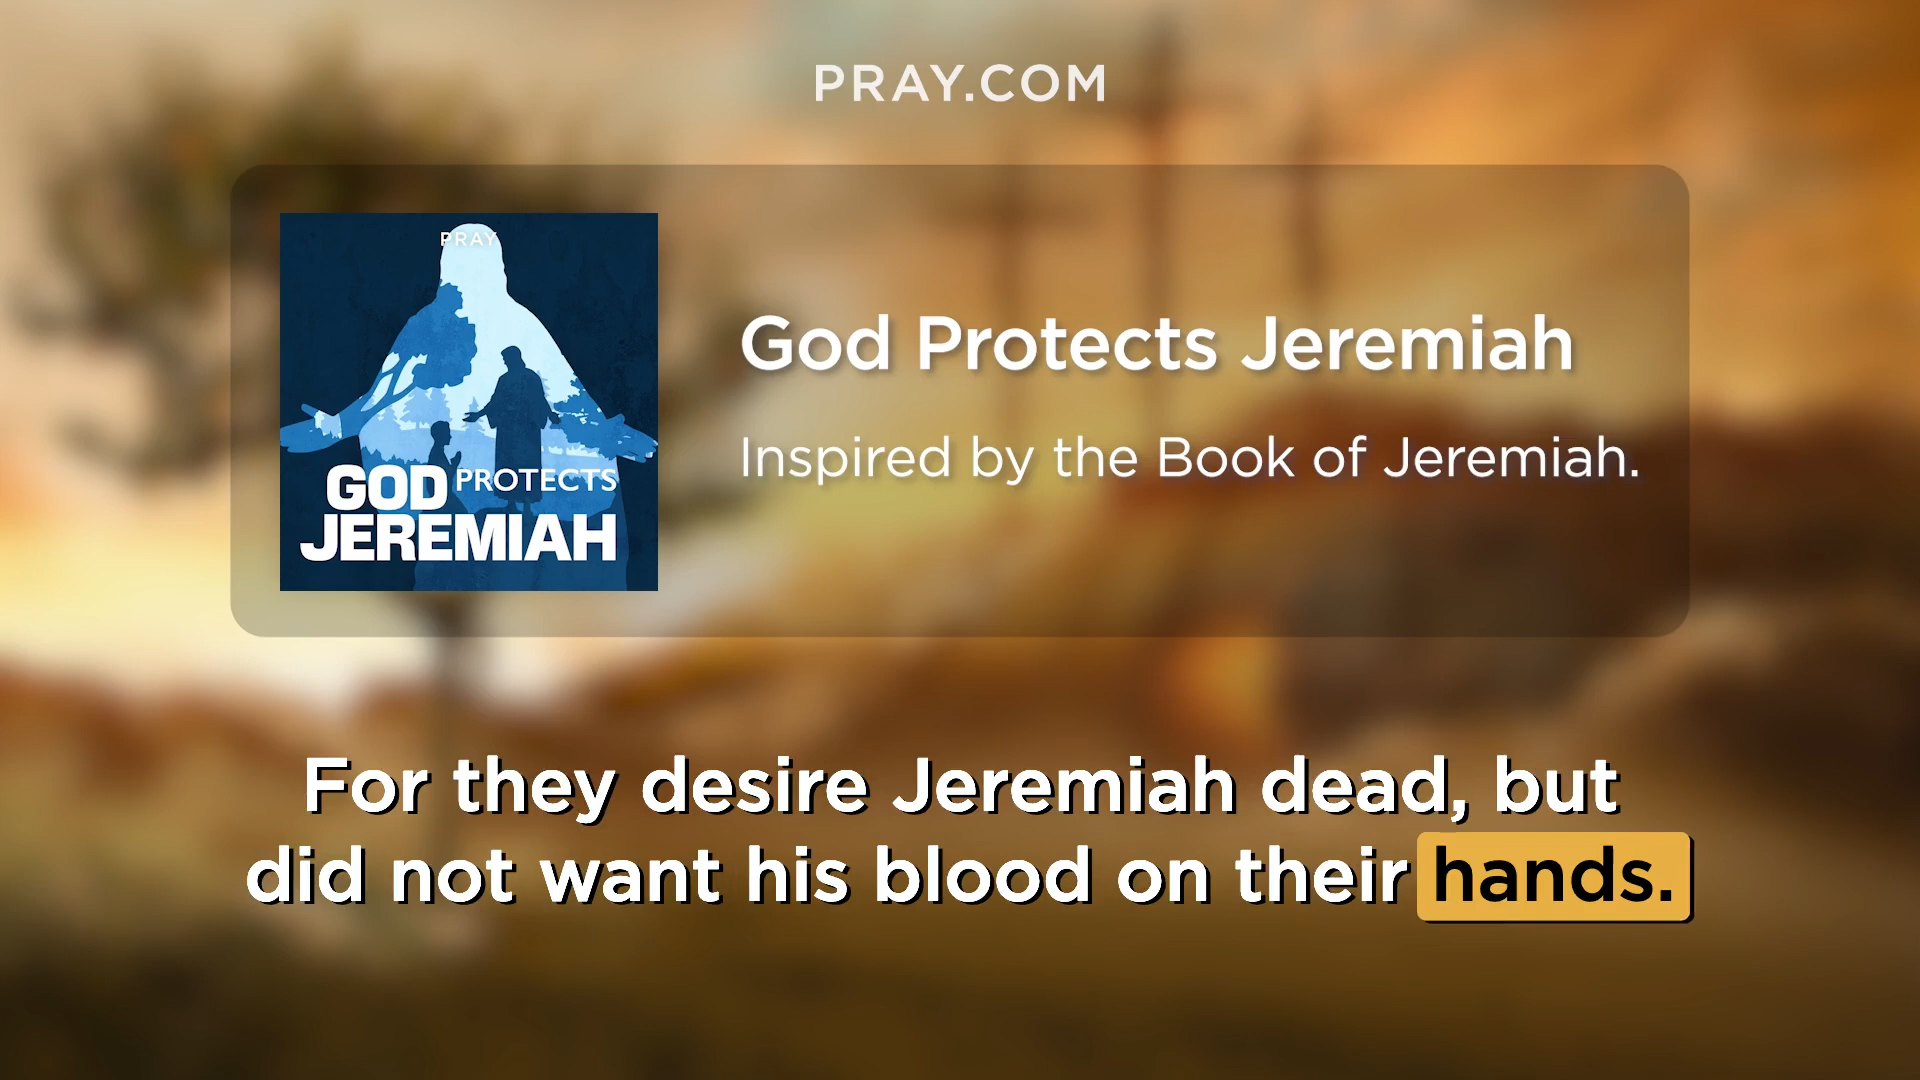 PRAY.COM
PRAY
GOD PROTECTS
JEREMIAH
God Protects Jeremiah
Inspired by the Book of Jeremiah.
For they desire Jeremiah dead, but
did not want his blood on their hands.